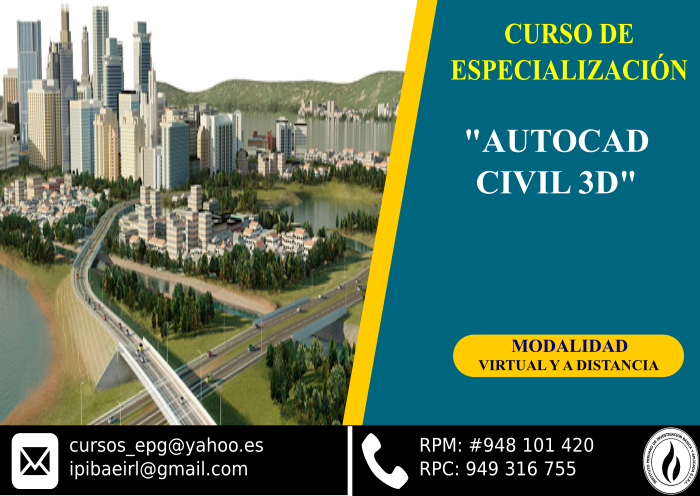 CURSO DE
ESPECIALIZACIÓN
"AUTOCAD
CIVIL 3D"
MODALIDAD
VIRTUAL Y A DISTANCIA
cursos_epg@yahoo.es
ipibaeirl@gmail.com
RPM: #948 101 420
RPC: 949 316 755